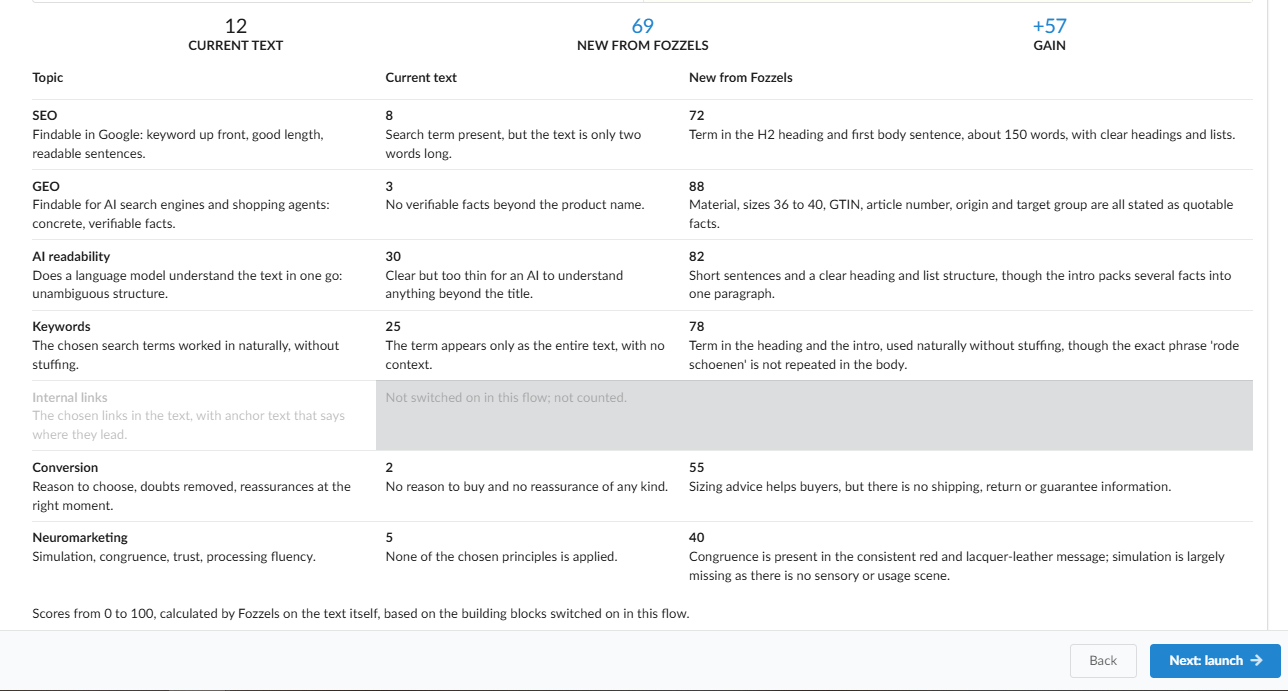 12
CURRENT TEXT
69
NEW FROM FOZZELS
+57
GAIN
Topic
Current text
New from Fozzels
SEO
Findable in Google: keyword up front, good length,
readable sentences.
8
Search term present, but the text is only two
words long.
72
Term in the H2 heading and first body sentence, about 150 words, with clear headings and lists.
GEO
Findable for AI search engines and shopping agents:
concrete, verifiable facts.
3
No verifiable facts beyond the product name.
88
Material, sizes 36 to 40, GTIN, article number, origin and target group are all stated as quotable
facts.
AI readability
Does a language model understand the text in one go:
unambiguous structure.
30
Clear but too thin for an AI to understand
anything beyond the title.
82
Short sentences and a clear heading and list structure, though the intro packs several facts into
one paragraph.
Keywords
The chosen search terms worked in naturally, without
stuffing.
25
The term appears only as the entire text, with no
context.
78
Term in the heading and the intro, used naturally without stuffing, though the exact phrase 'rode
schoenen' is not repeated in the body.
Internal links
The chosen links in the text, with anchor text that says
where they lead.
Not switched on in this flow; not counted.
Conversion
Reason to choose, doubts removed, reassurances at the
right moment.
2
No reason to buy and no reassurance of any kind.
55
Sizing advice helps buyers, but there is no shipping, return or guarantee information.
Neuromarketing
Simulation, congruence, trust, processing fluency.
5
None of the chosen principles is applied.
40
Congruence is present in the consistent red and lacquer-leather message; simulation is largely
missing as there is no sensory or usage scene.
Scores from 0 to 100, calculated by Fozzels on the text itself, based on the building blocks switched on in this flow.
Back
Next: launch →